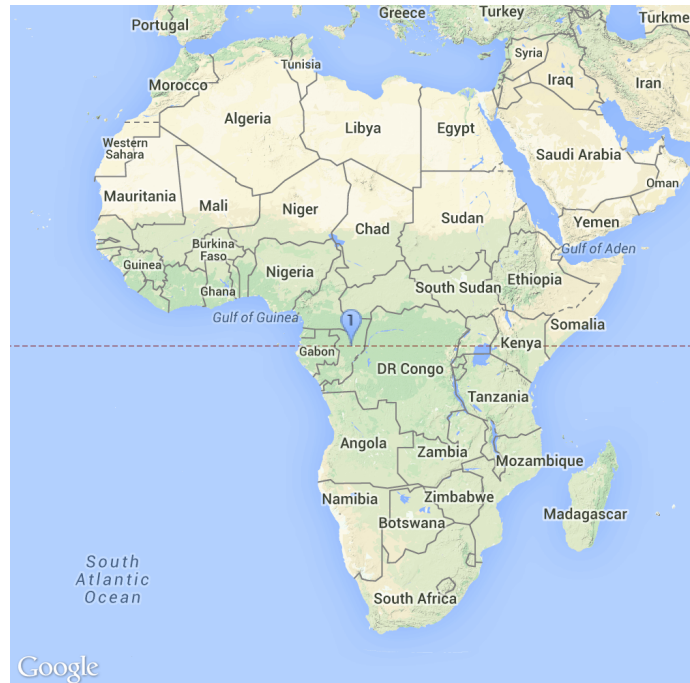 Greece
Turkey
Turkme
Portugal
Tunisia
Syria
Morocco
Iraq
Iran
Algeria
Libya
Egypt
Western
Sahara
Saudi Arabia
Oman
Mauritania
Mali
Niger
Chad
Sudan
Yemen
Gulf of Aden
Burkina
Faso
Guinea
Nigeria
Ethiopia
South Sudan
Ghana
Gulf of Guinea
1
Somalia
Gabon
Kenya
DR Congo
Tanzania
Angola
Zambia
Mozambique
Namibia
Zimbabwe
Madagascar
Botswana
South
Atlantic
Ocean
South Africa
Google